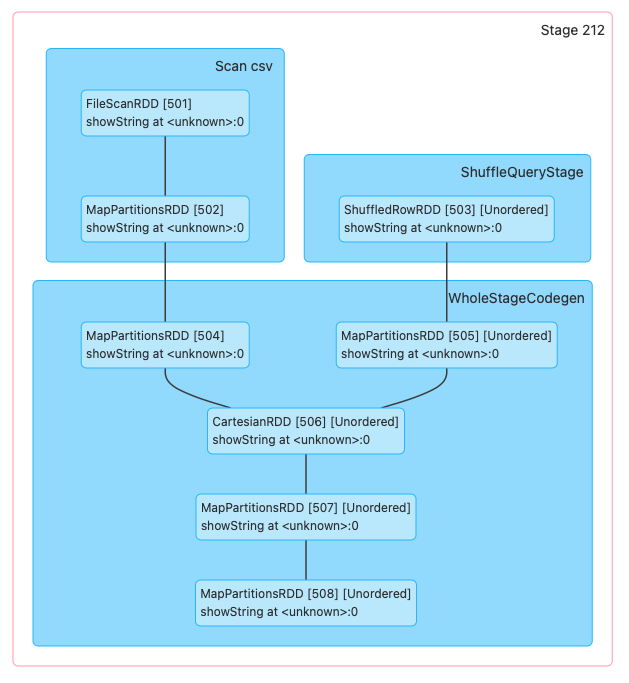 Stage 212
Scan csv
FileScanRDD [501]
showString at <unknown>:0
MapPartitionsRDD [502]
showString at <unknown>:0
ShuffleQueryStage
ShuffledRowRDD [503] [Unordered]
showString at <unknown>:0
WholeStageCodegen
MapPartitionsRDD [504]
showString at <unknown>:0
MapPartitionsRDD [505] [Unordered]
showString at <unknown>:0
CartesianRDD [506] [Unordered]
showString at <unknown>:0
MapPartitionsRDD [507] [Unordered]
showString at <unknown>:0
MapPartitionsRDD [508] [Unordered]
showString at <unknown>:0